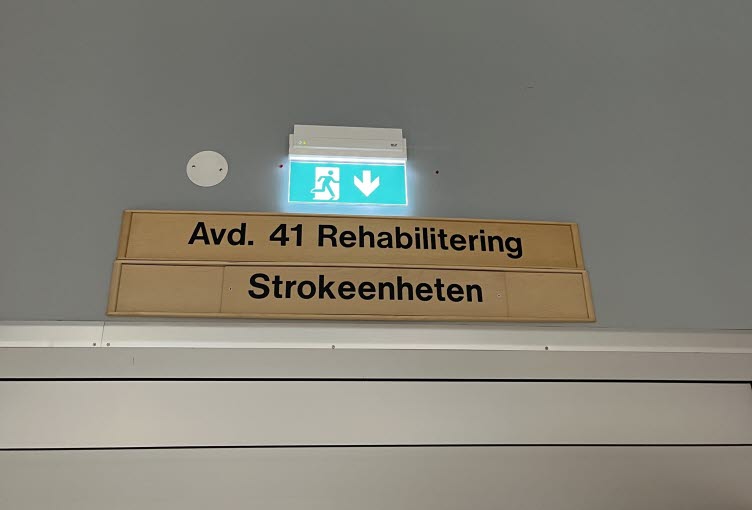 Avd. 41 Rehabilitering
Strokeenheten